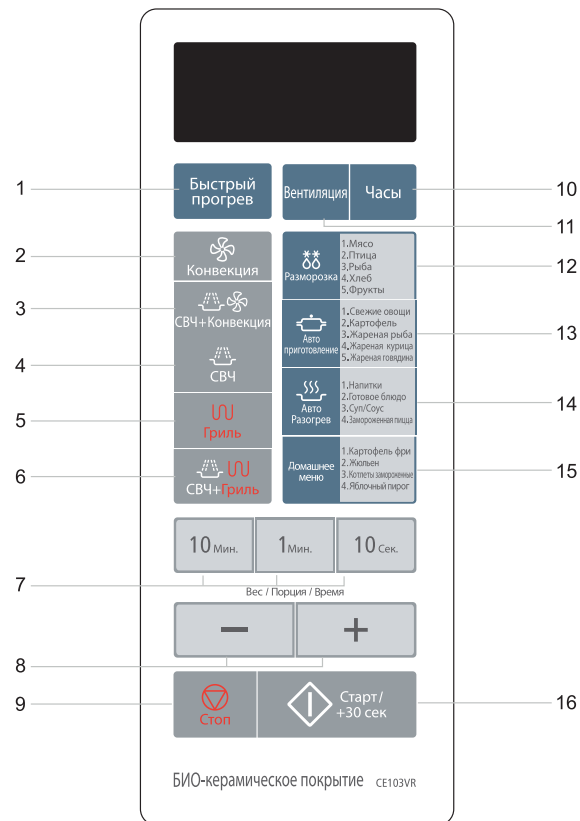 1
Быстрый
прогрев
Вентиляция
Часы
10
11
2
Конвекция
3
СВЧ+Конвекция
4
СВЧ
5
Гриль
6
СВЧ+Гриль
Разморозка
1.Мясо
2.Птица
3,Рыба
4.Хлеб
5,Фрукты
12
Авто
приготовление
1.Свежие овощи
2.Картофель
3.Жареная рыба
4.Жареная курица
5.Жареная говядина
13
Авто
Разогрев
1.Напитки
2.Готовое блюдо
3.Суп/Соус
4.Замороженная пицца
14
Домашнее
меню
1.Картофель фри
2.Жюльен
3.Котлеты замороженные
4.Яблочный пирог
15
10 Мин.
1 Мин.
10 Сек.
7
Вес / Порция / Время
−
+
8
9
Стоп
Старт/
+30 сек
16
БИО-керамическое покрытие CE103VR